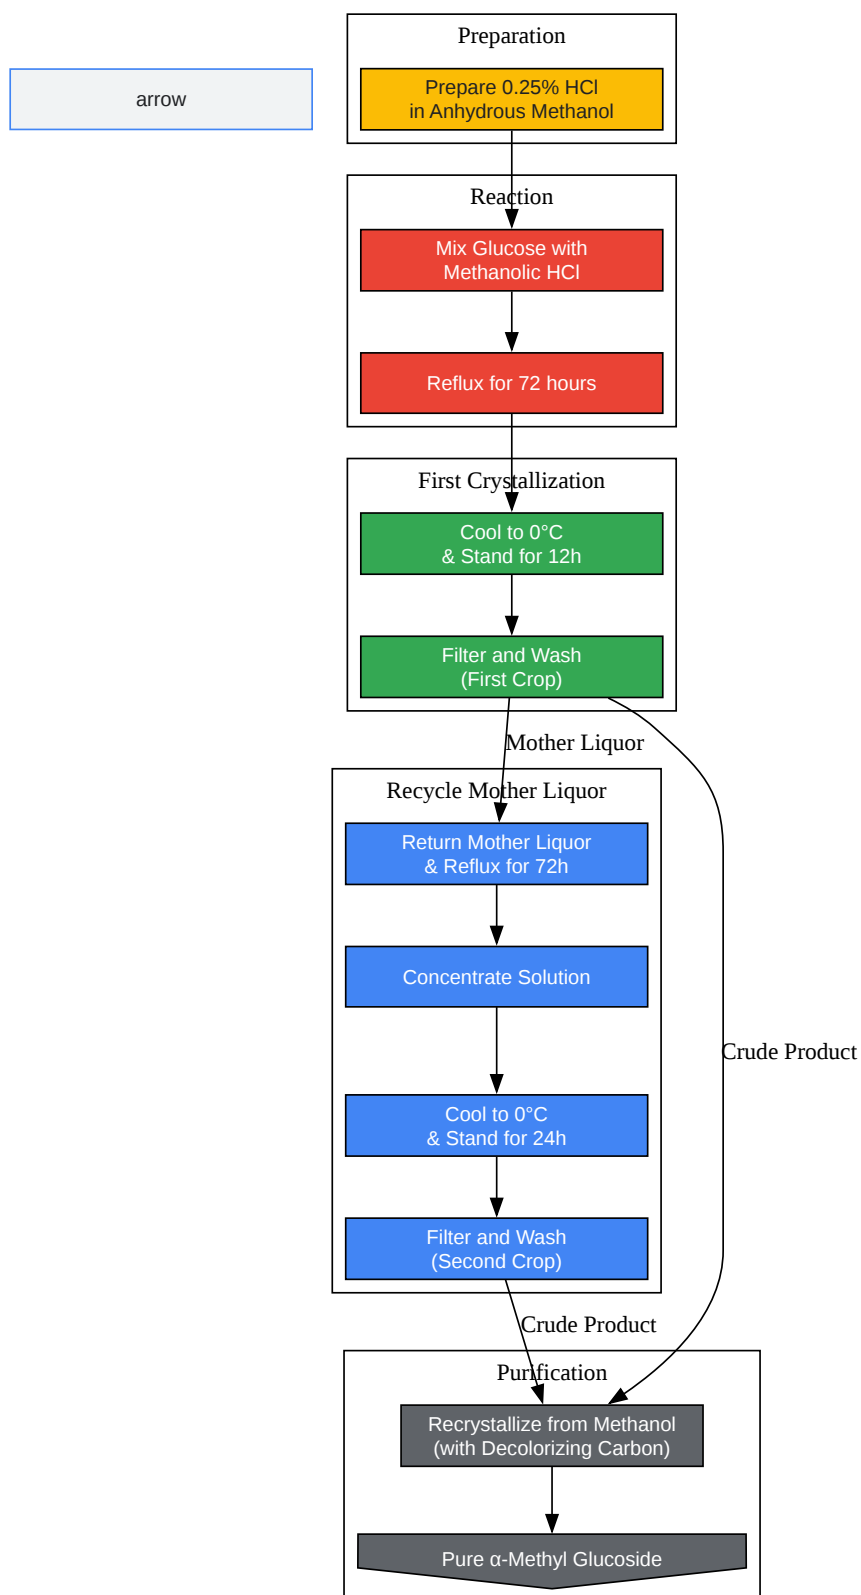 Preparation
arrow
Prepare 0.25% HCl
in Anhydrous Methanol
Reaction
Mix Glucose with
Methanolic HCl
Reflux for 72 hours
First Crystallization
Cool to 0°C
& Stand for 12h
Filter and Wash
(First Crop)
Mother Liquor
Recycle Mother Liquor
Return Mother Liquor
& Reflux for 72h
Concentrate Solution
Crude Product
Cool to 0°C
& Stand for 24h
Filter and Wash
(Second Crop)
Crude Product
Purification
Recrystallize from Methanol
(with Decolorizing Carbon)
Pure α-Methyl Glucoside